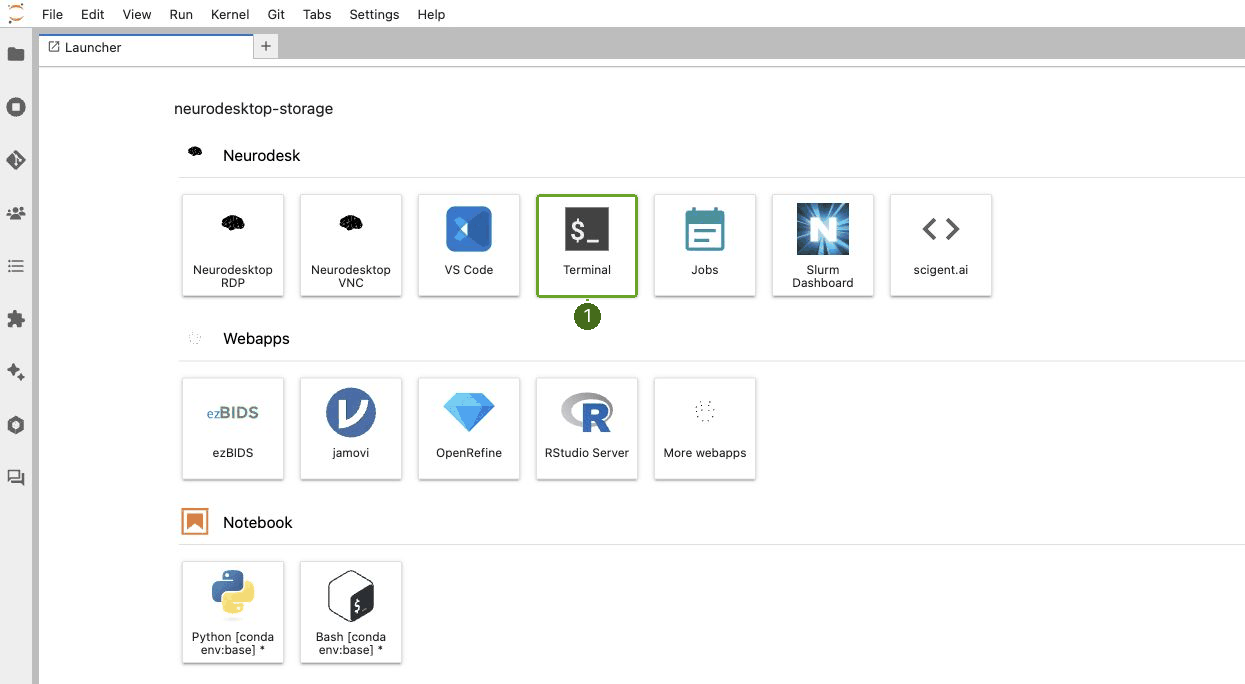 File Edit View Run Kernel Git Tabs Settings Help
Launcher
neurodesktop-storage
Neurodesk
$_
N
Neurodesktop
RDP
Neurodesktop
VNC
VS Code
Terminal
Jobs
Slurm
Dashboard
scigent.ai
1
Webapps
ezBIDS
R
ezBIDS
jamovi
OpenRefine
RStudio Server
More webapps
Notebook
$_
Python [conda
env:base] *
Bash [conda
env:base] *